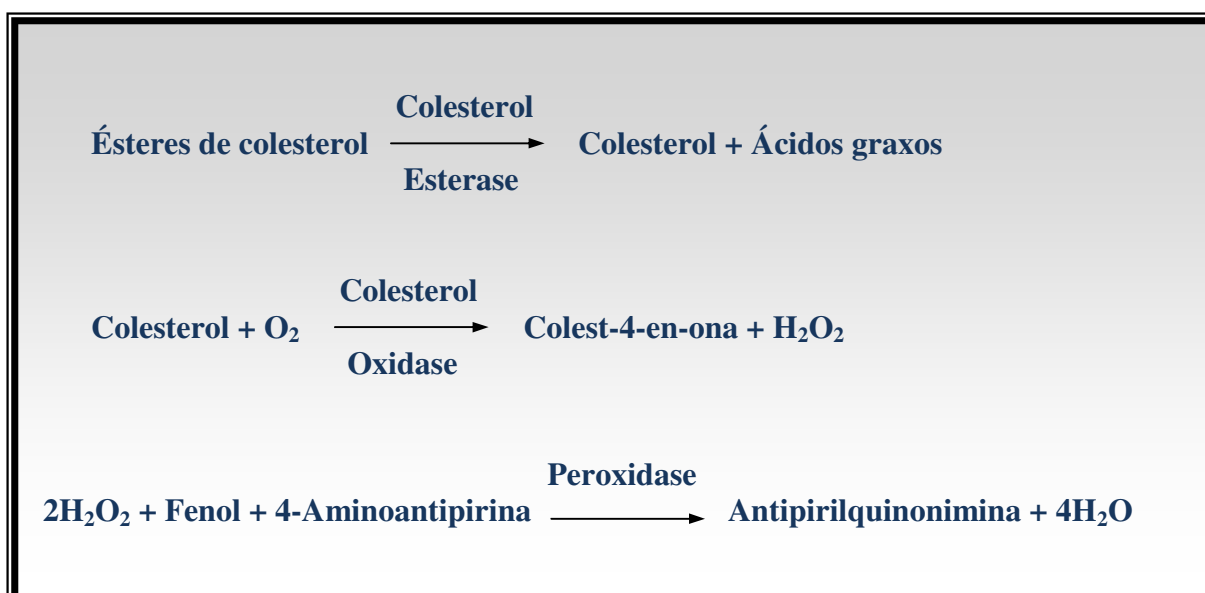 Colesterol
Ésteres de colesterol → Colesterol + Ácidos graxos
Esterase
Colesterol
Colesterol + O₂ → Colest-4-en-ona + H₂O₂
Oxidase
Peroxidase
2H₂O₂ + Fenol + 4-Aminoantipirina → Antipirilquinonimina + 4H₂O